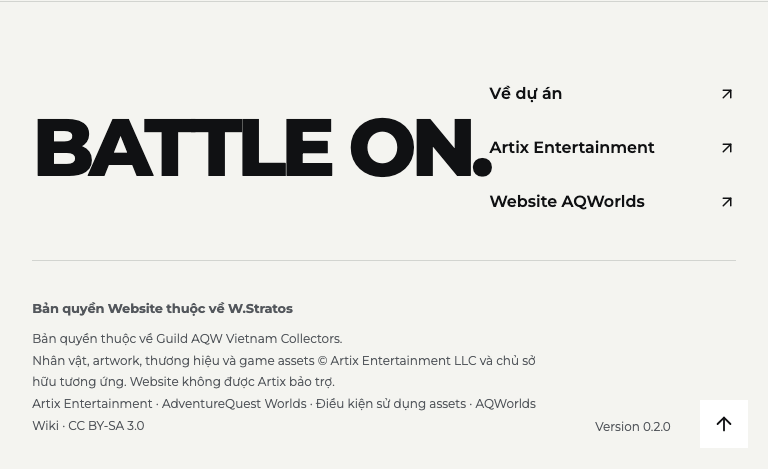 BATTLE ON.
Về dự án
Artix Entertainment
Website AQWorlds
Bản quyền Website thuộc về W.Stratos
Bản quyền thuộc về Guild AQW Vietnam Collectors.
Nhân vật, artwork, thương hiệu và game assets © Artix Entertainment LLC và chủ sở
hữu tương ứng. Website không được Artix bảo trợ.
Artix Entertainment · AdventureQuest Worlds · Điều kiện sử dụng assets · AQWorlds
Wiki · CC BY-SA 3.0
Version 0.2.0